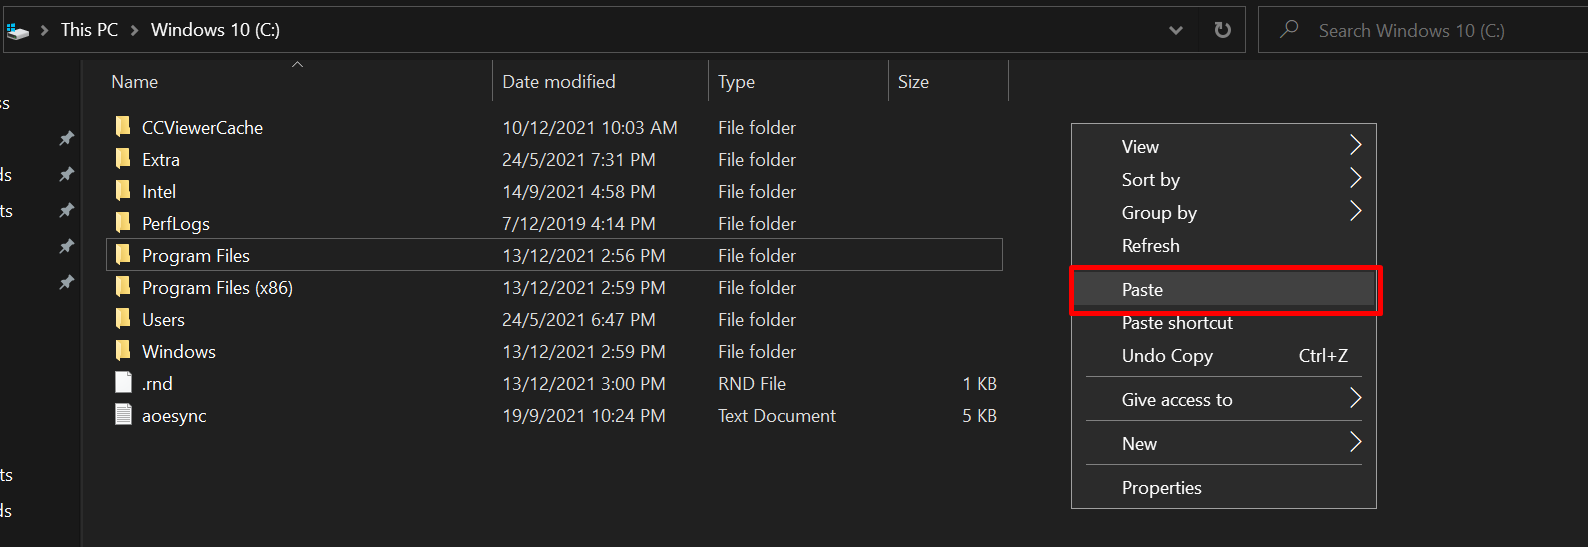 This PC Windows 10 (C:) Search Windows 10 (C:)
Name Date modified Type Size
CCViewerCache 10/12/2021 10:03 AM File folder
Extra 24/5/2021 7:31 PM File folder
Intel 14/9/2021 4:58 PM File folder
PerfLogs 7/12/2019 4:14 PM File folder
Program Files 13/12/2021 2:56 PM File folder
Program Files (x86) 13/12/2021 2:59 PM File folder
Users 24/5/2021 6:47 PM File folder
Windows 13/12/2021 2:59 PM File folder
.rnd 13/12/2021 3:00 PM RND File 1 KB
aoesync 19/9/2021 10:24 PM Text Document 5 KB
View
Sort by
Group by
Refresh
Paste
Paste shortcut
Undo Copy Ctrl+Z
Give access to
New
Properties